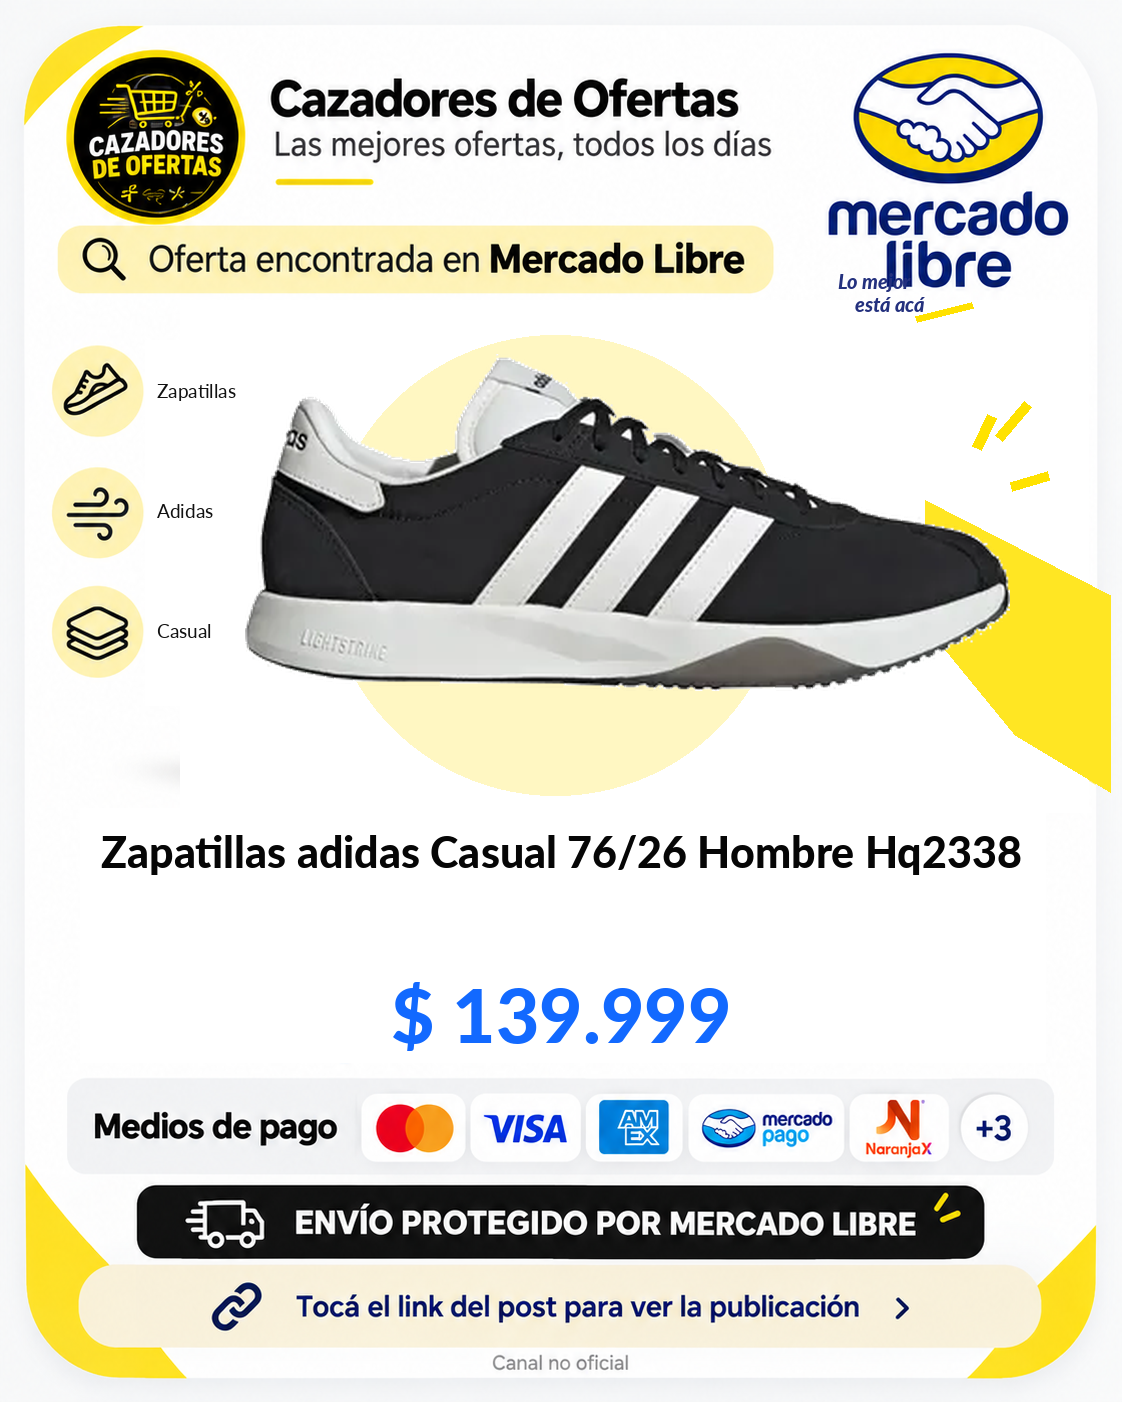 CAZADORES
DE OFERTAS
Cazadores de Ofertas
Las mejores ofertas, todos los días
mercado
libre
Lo mejor
está acá
Oferta encontrada en Mercado Libre
Zapatillas
Adidas
Casual
adi
as
LIGHTSTRIKE
Zapatillas adidas Casual 76/26 Hombre Hq2338
$ 139.999
Medios de pago
VISA
AM
EX
mercado
pago
N
NaranjaX
+3
ENVÍO PROTEGIDO POR MERCADO LIBRE
Tocá el link del post para ver la publicación
Canal no oficial